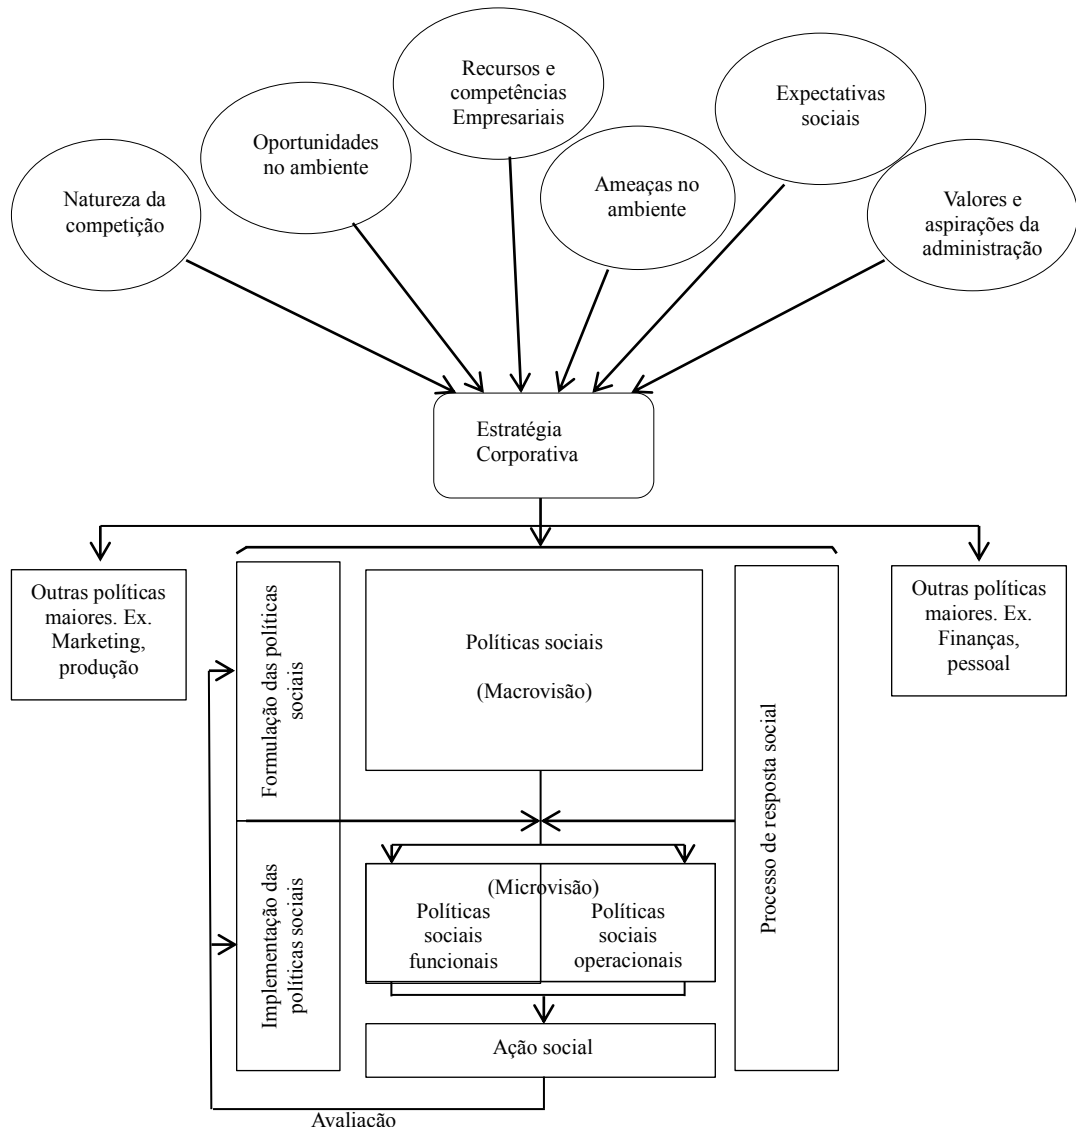 Recursos e
competências
Empresariais
Expectativas
sociais
Oportunidades
no ambiente
Ameaças no
ambiente
Natureza da
competição
Valores e
aspirações da
administração
Estratégia
Corporativa
Outras políticas
maiores. Ex.
Marketing,
produção
Formulação das políticas
sociais
Políticas sociais
(Macrovisão)
Processo de resposta social
Outras políticas
maiores. Ex.
Finanças,
pessoal
Implementação das
políticas sociais
(Microvisão)
Políticas
sociais
funcionais
Políticas
sociais
operacionais
Ação social
Avaliação